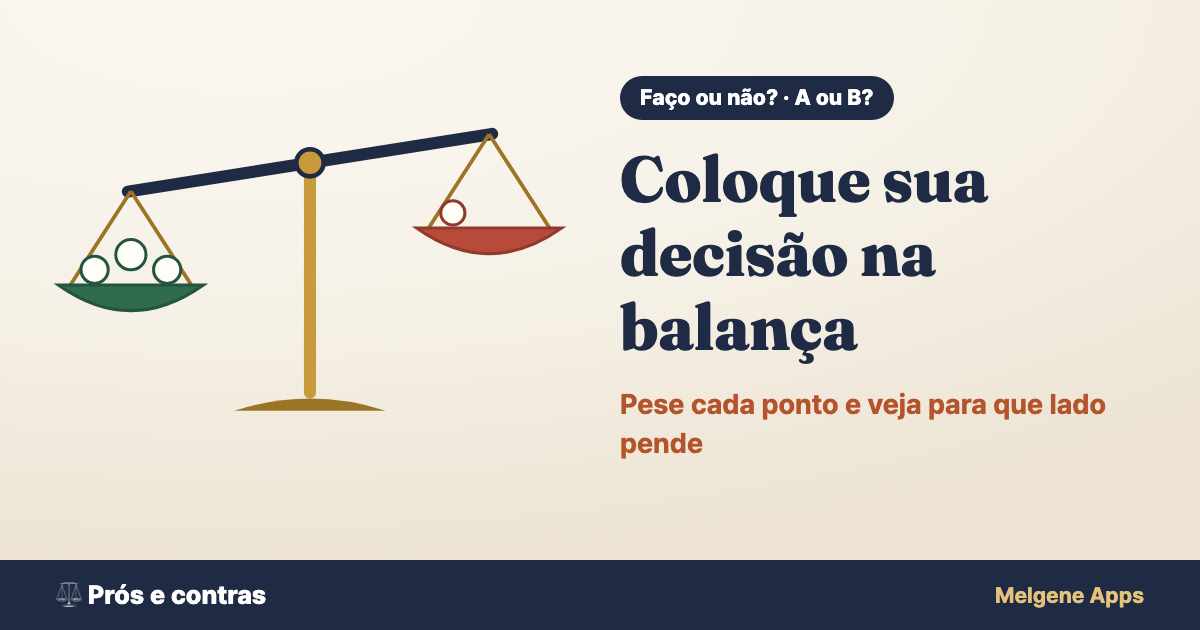 Faço ou não? · A ou B?
Coloque sua
decisão na
balança
Pese cada ponto e veja para que lado
pende
Prós e contras
Melgene Apps